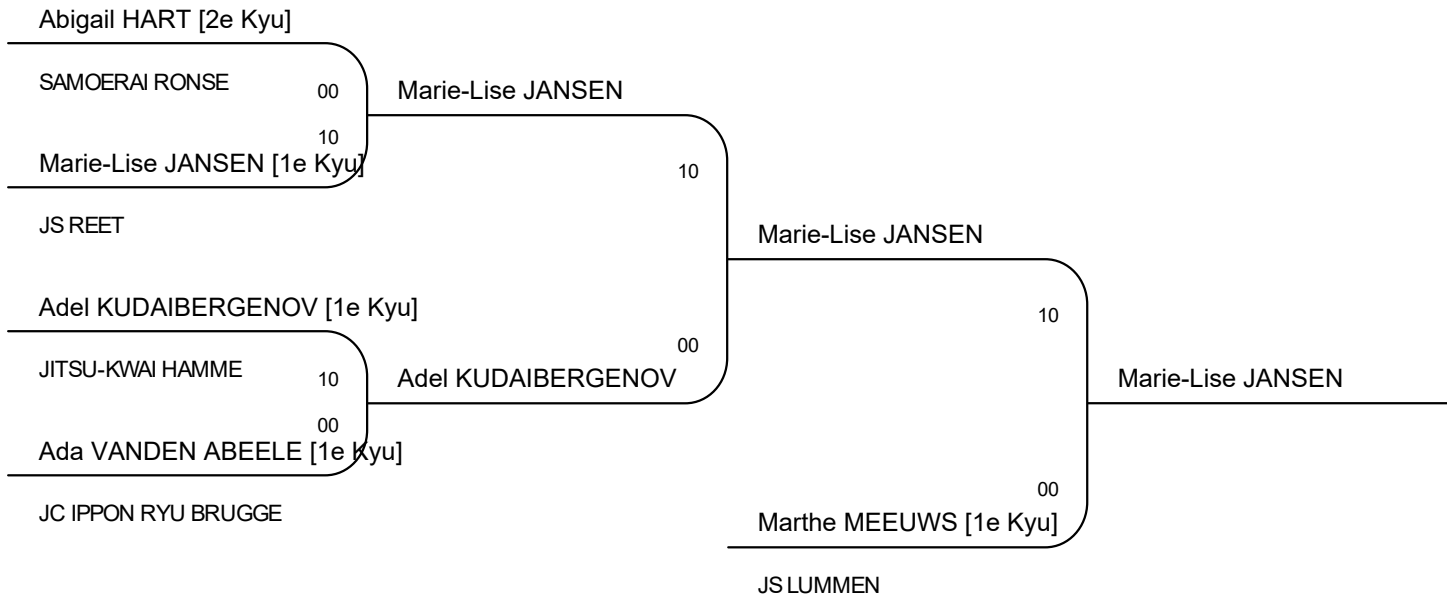 Abigail HART [2e Kyu]
SAMOERAI RONSE
00
Marie-Lise JANSEN
10
Marie-Lise JANSEN [1e Kyu]
10
JS REET
Marie-Lise JANSEN
Adel KUDAIBERGENOV [1e Kyu]
10
00
JITSU-KWAI HAMME
10
Adel KUDAIBERGENOV
Marie-Lise JANSEN
00
Ada VANDEN ABEELE [1e Kyu]
00
JC IPPON RYU BRUGGE
Marthe MEEUWS [1e Kyu]
JS LUMMEN